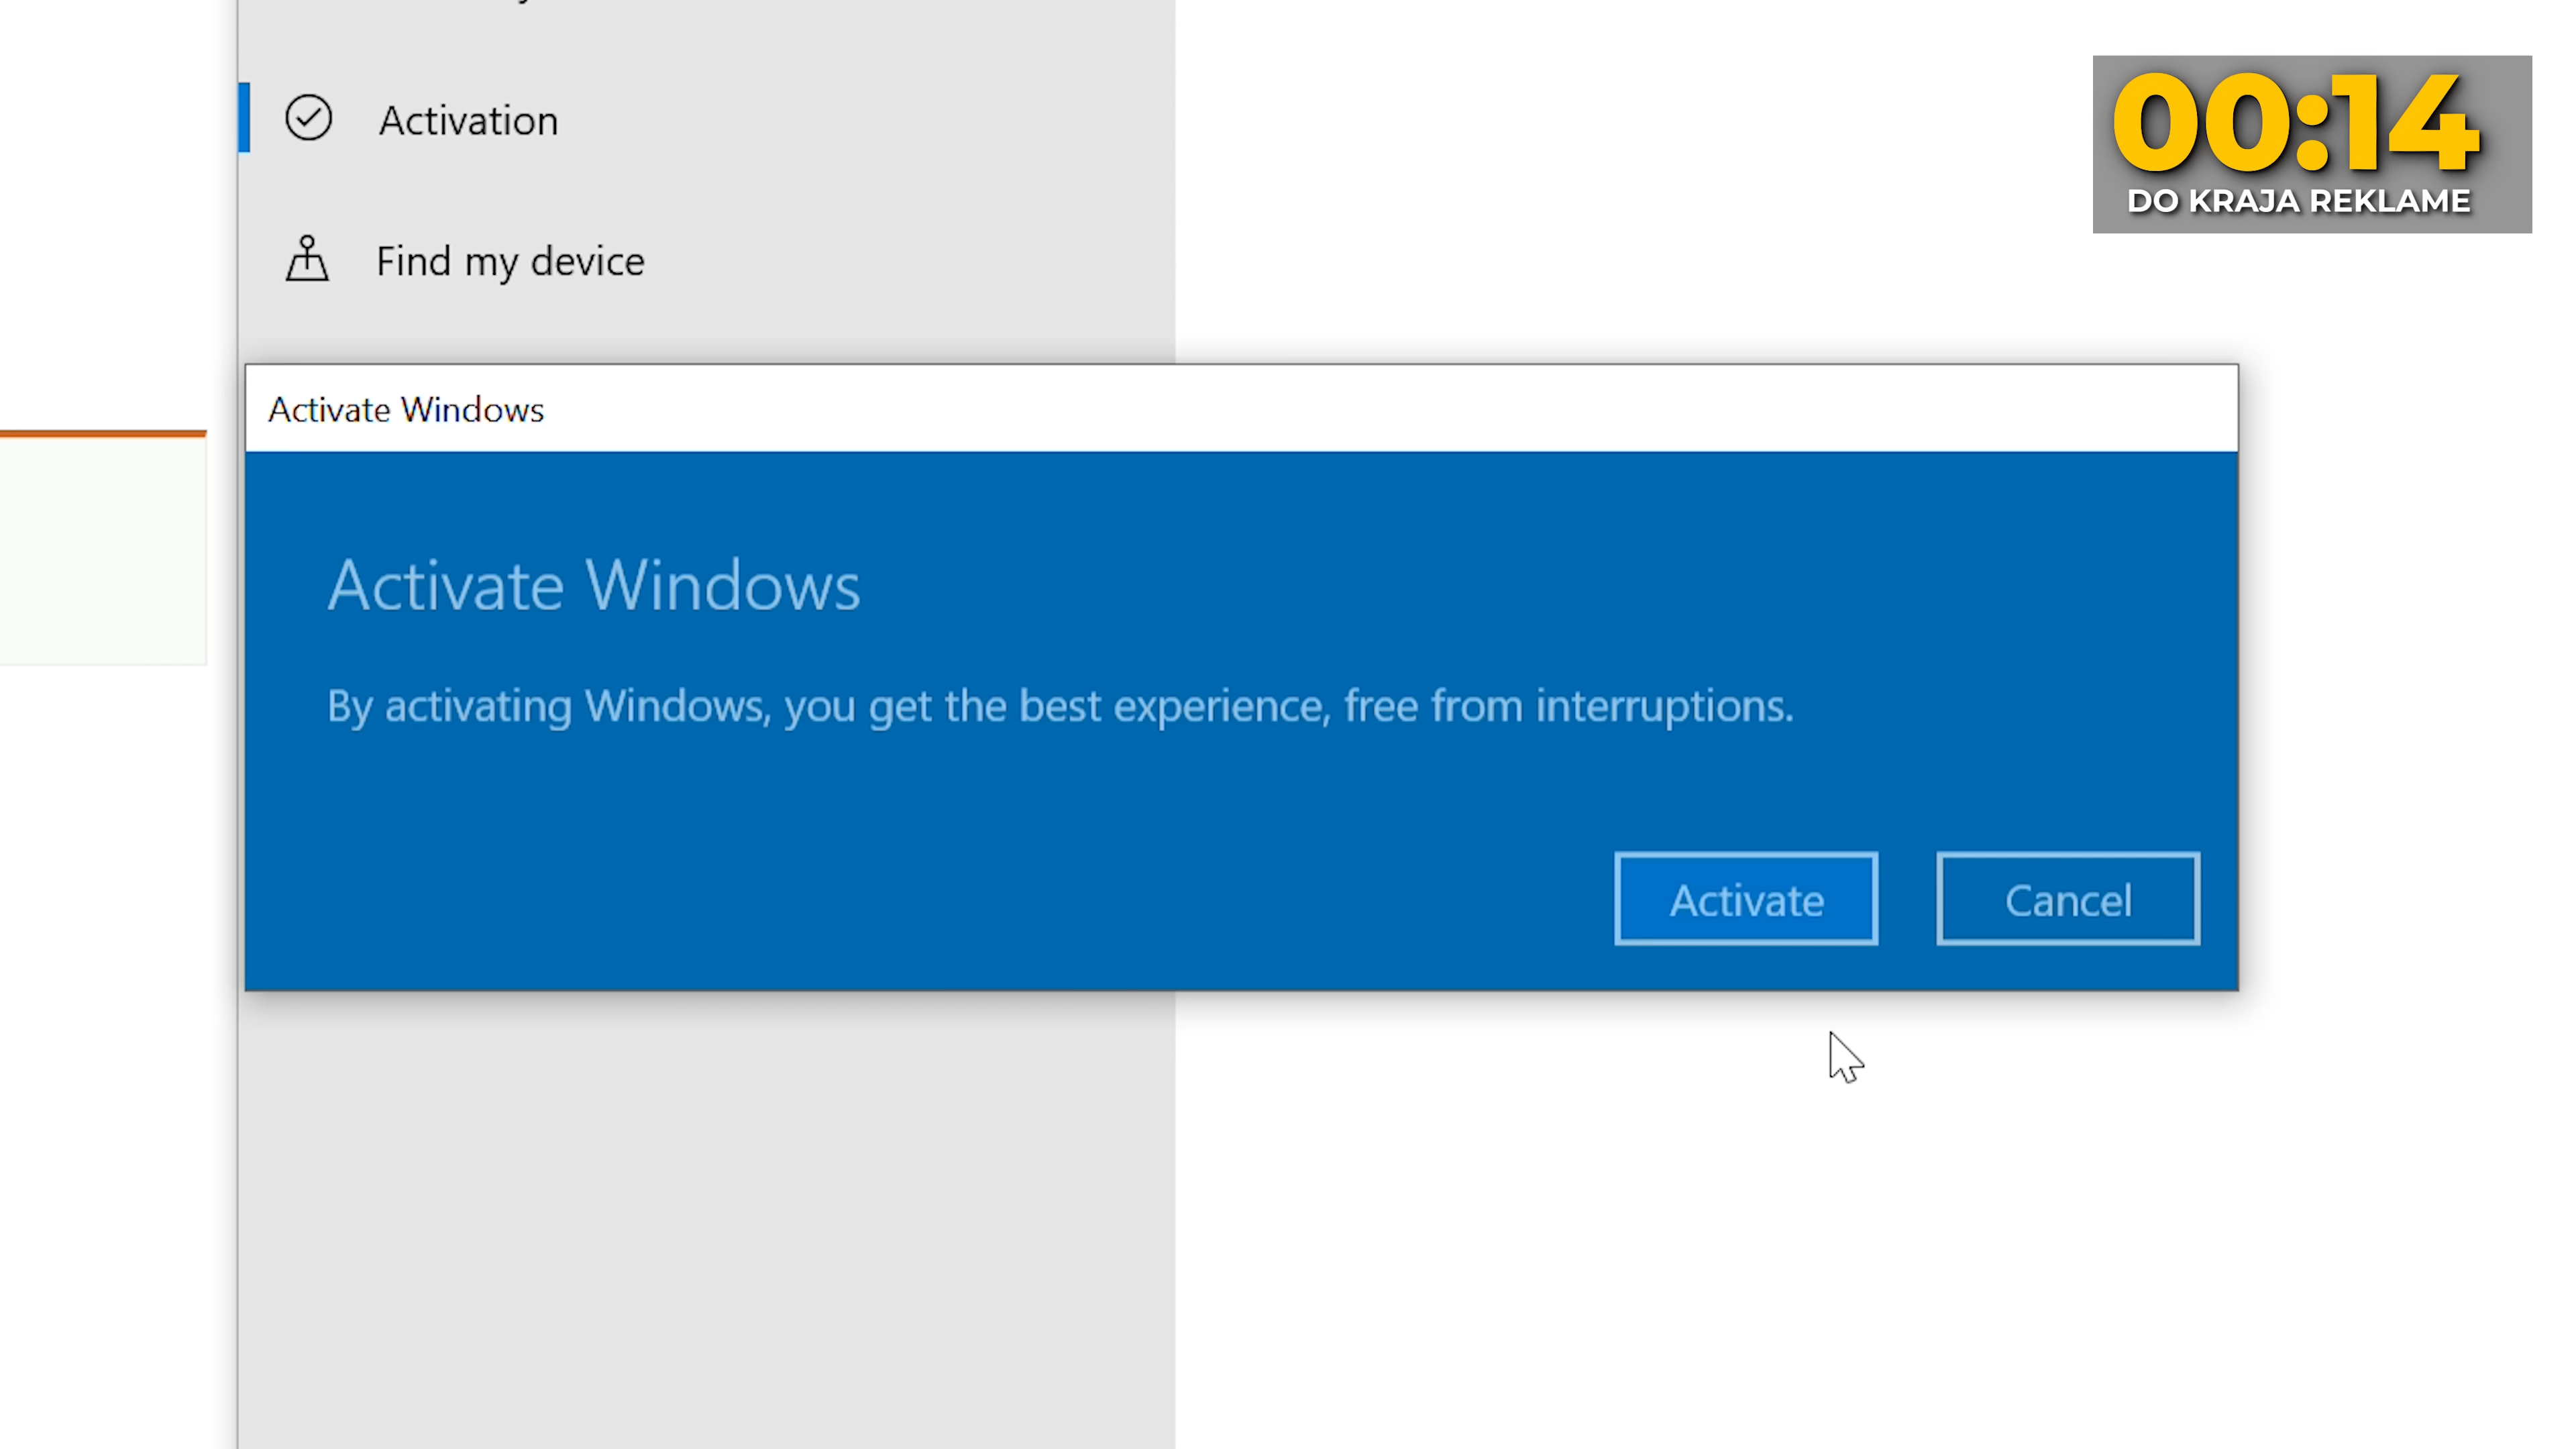 Activation
Find my device
00:14
DO KRAJA REKLAME
Activate Windows
Activate Windows
By activating Windows, you get the best experience, free from interruptions.
Activate
Cancel